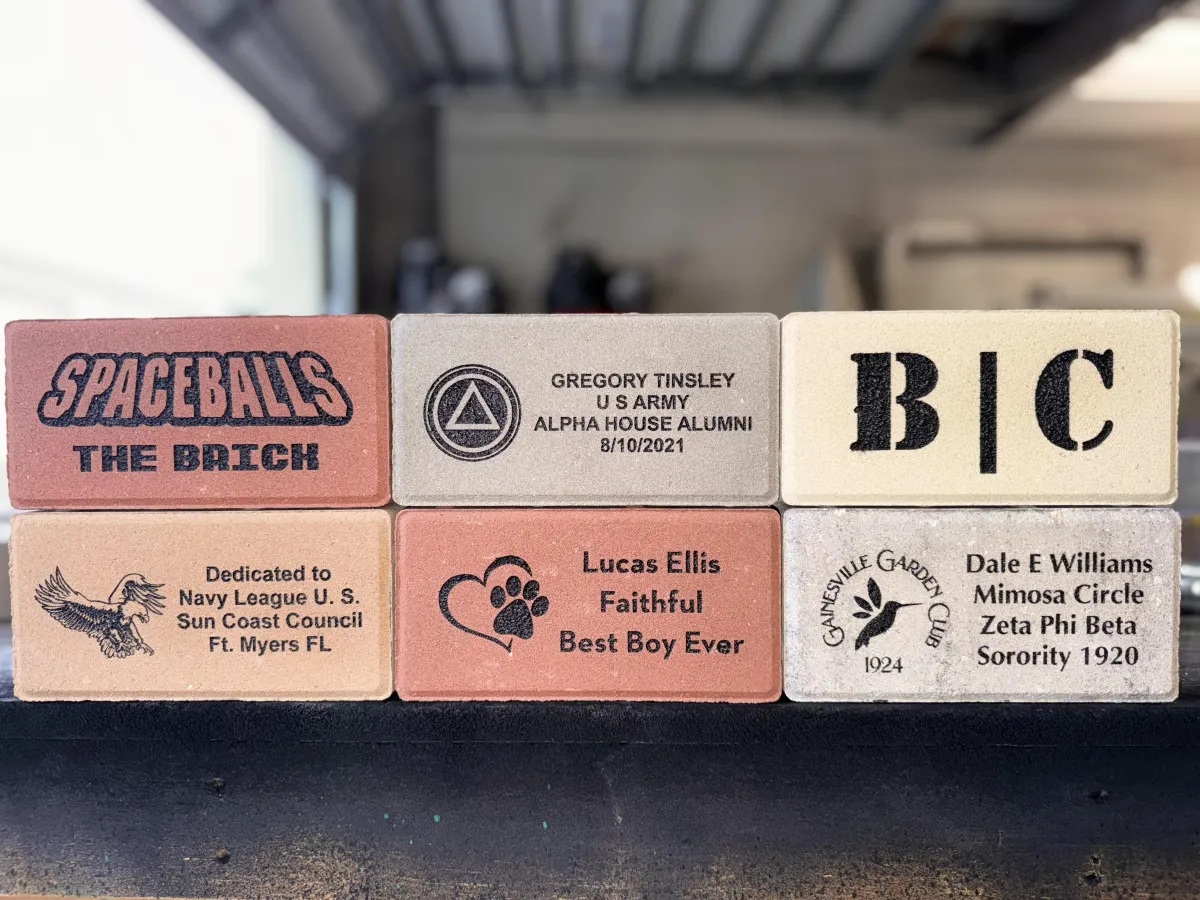 SPACEBALLS
THE BRICK
GREGORY TINSLEY
U S ARMY
ALPHA HOUSE ALUMNI
8/10/2021
B|C
Dedicated to
Navy League U. S.
Sun Coast Council
Ft. Myers FL
Lucas Ellis
Faithful
Best Boy Ever
GAINESVILLE GARDEN CLUB
1924
Dale E Williams
Mimosa Circle
Zeta Phi Beta
Sorority 1920